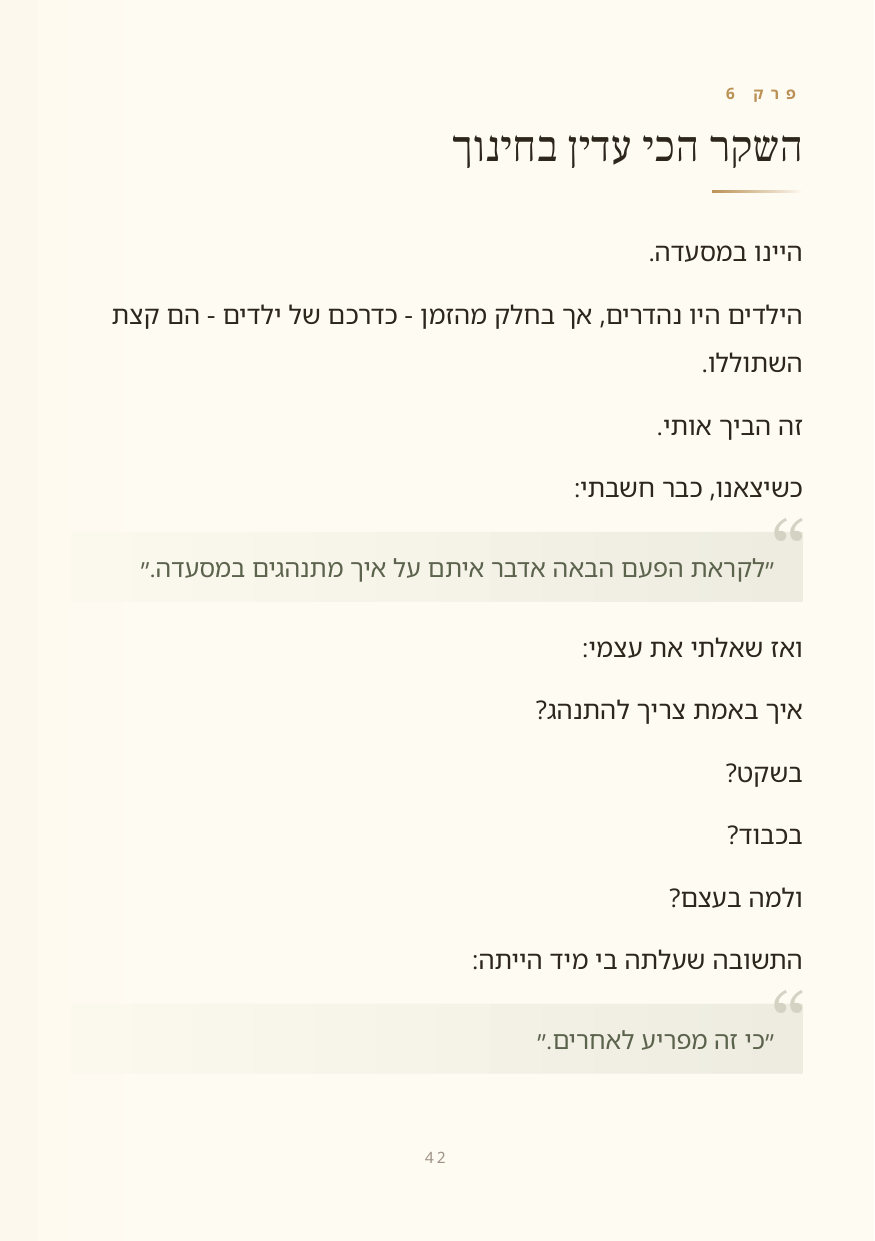 פרק 6
השקר הכי עדין בחינוך
היינו במסעדה.
הילדים היו נהדרים, אך בחלק מהזמן - כדרכם של ילדים - הם קצת
השתוללו.
זה הביך אותי.
כשיצאנו, כבר חשבתי:
״לקראת הפעם הבאה אדבר איתם על איך מתנהגים במסעדה.״
ואז שאלתי את עצמי:
איך באמת צריך להתנהג?
בשקט?
בכבוד?
ולמה בעצם?
התשובה שעלתה בי מיד הייתה:
״כי זה מפריע לאחרים.״
42